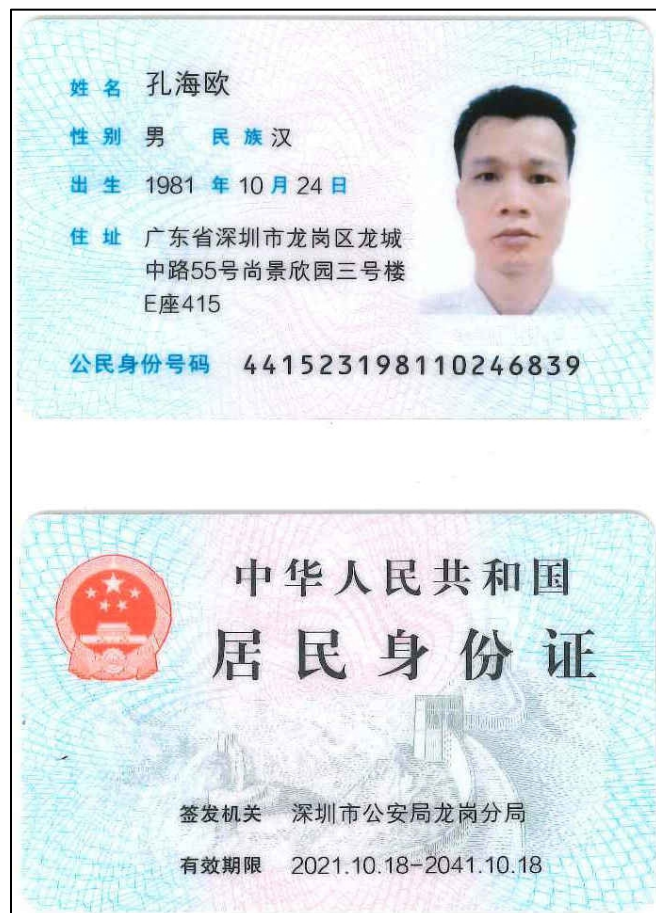 姓名 孔海欧
性别 男 民族 汉
出生 1981 年 10 月 24 日
住址 广东省深圳市龙岗区龙城
中路55号尚景欣园三号楼
E座415
公民身份号码 441523198110246839
中华人民共和国
居民身份证
签发机关 深圳市公安局龙岗分局
有效期限 2021.10.18-2041.10.18